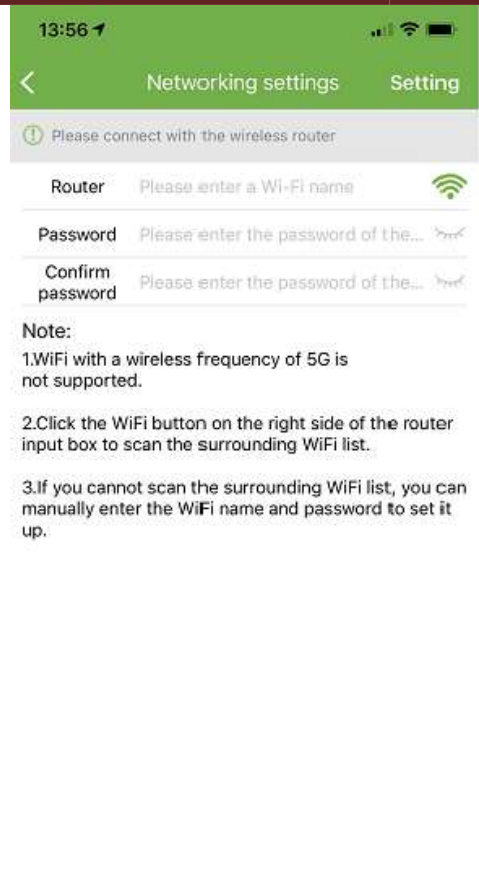 13:56
Networking settings Setting
Please connect with the wireless router
Router Please enter a Wi-Fi name
Password Please enter the password of the...
Confirm
password
Please enter the password of the...
Note:
1.WiFi with a wireless frequency of 5G is
not supported.
2.Click the WiFi button on the right side of the router
input box to scan the surrounding WiFi list.
3.If you cannot scan the surrounding WiFi list, you can
manually enter the WiFi name and password to set it
up.